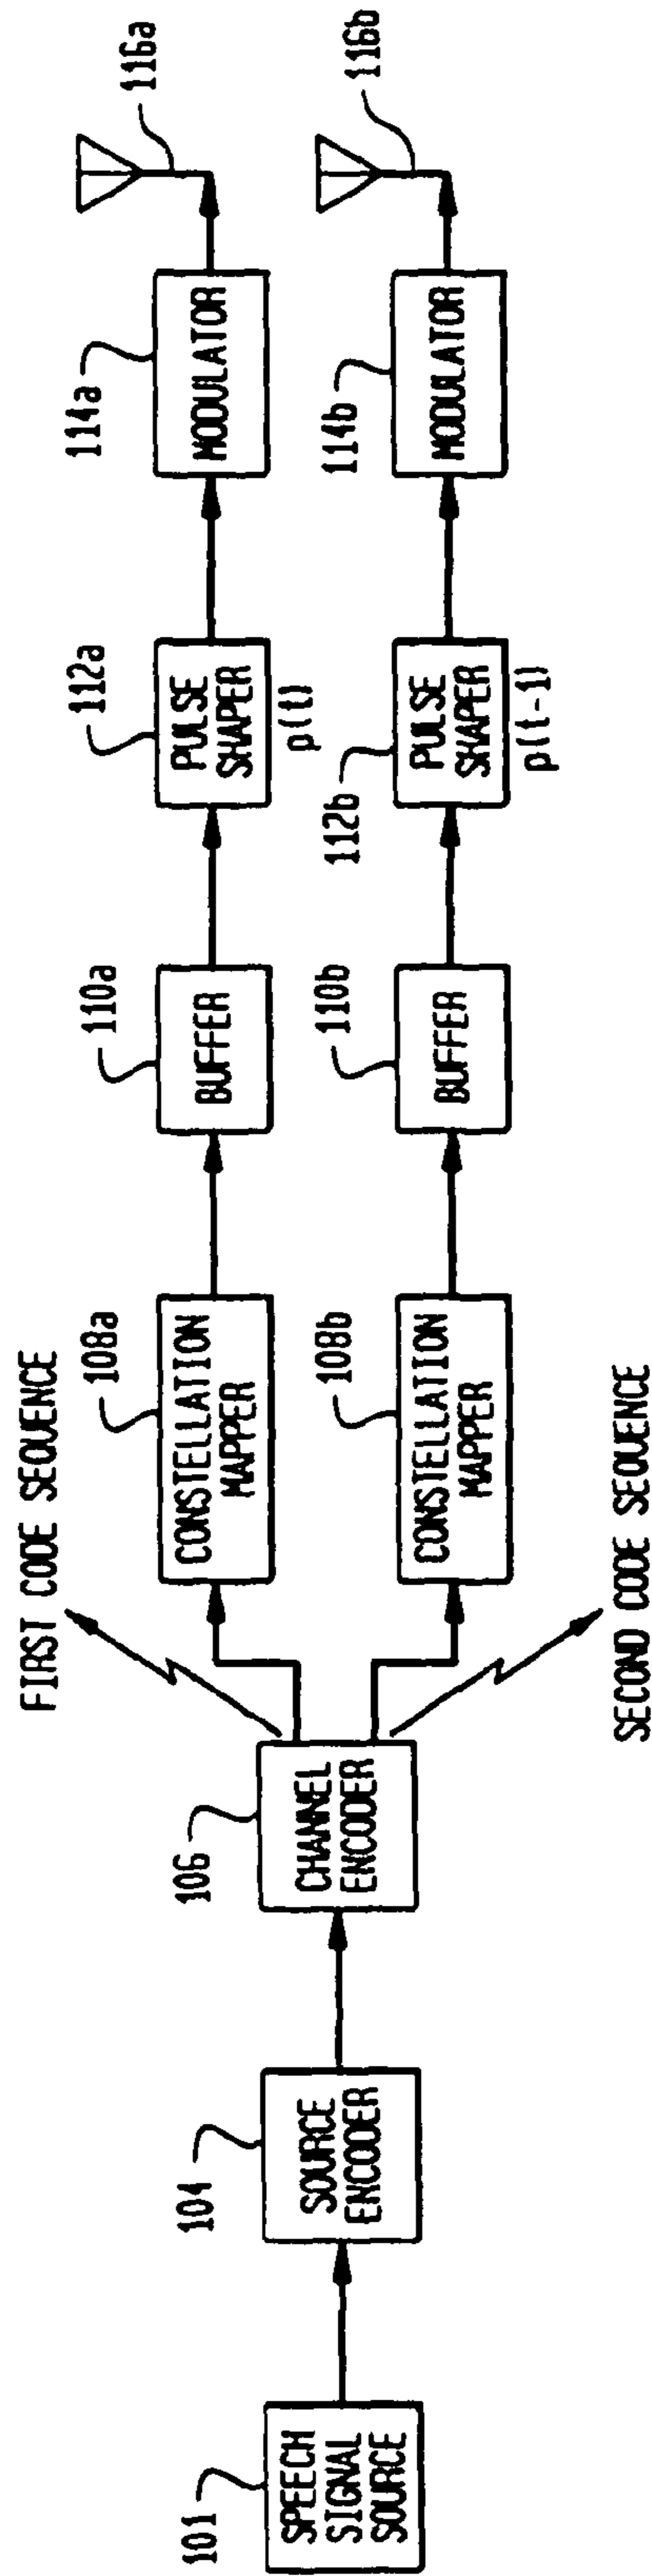 101
SPEECH
SIGNAL
SOURCE
104
SOURCE
ENCODER
106
CHANNEL
ENCODER
FIRST CODE SEQUENCE
SECOND CODE SEQUENCE
108a
CONSTELLATION
MAPPER
110a
BUFFER
112a
PULSE
SHAPER
p(t)
114a
MODULATOR
116a
108b
CONSTELLATION
MAPPER
110b
BUFFER
112b
PULSE
SHAPER
p(t-1)
114b
MODULATOR
116b